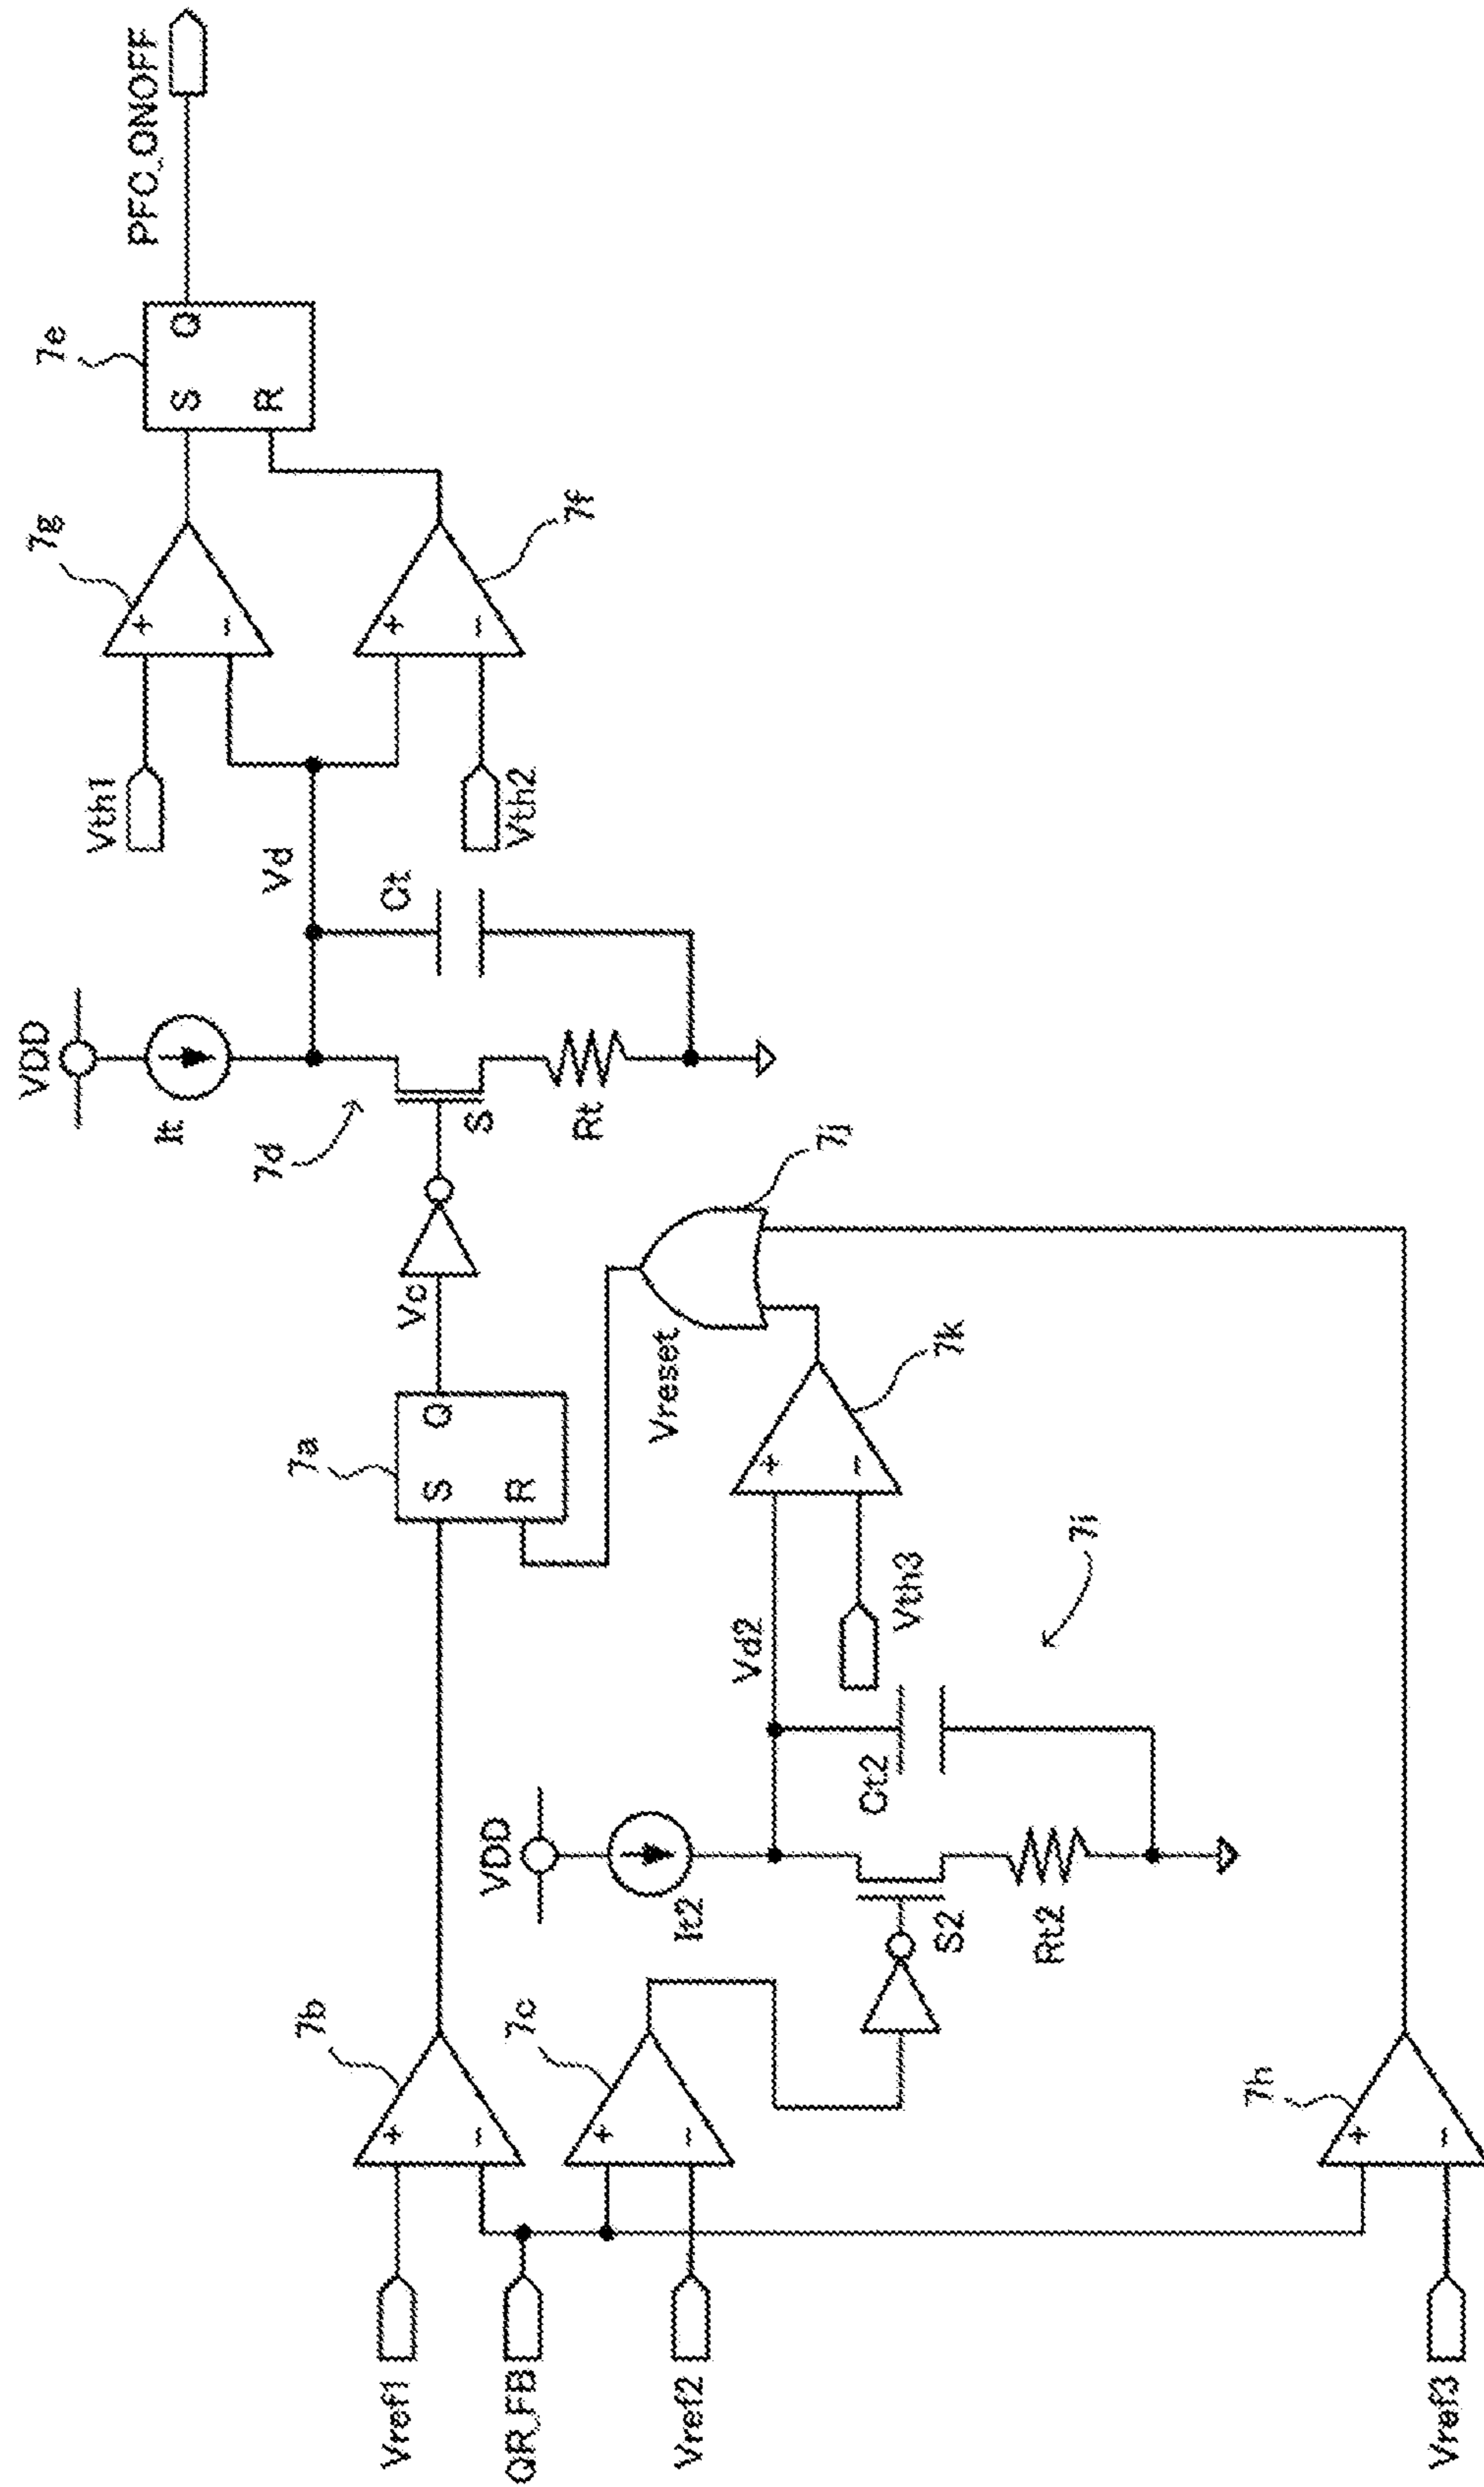 Vref1
QR_FB
Vref2
Vref3
7b
+
-
7c
+
-
7h
+
-
VDD
It2
S2
Rt2
Ct2
Vd2
Vth3
7i
7k
+
-
Vreset
7j
7a
S
R
Q
Vc
7d
VDD
It
S
Rt
Ct
Vd
Vth1
Vth2
7g
+
-
7f
+
-
7e
S
R
Q
PFC_ONOFF